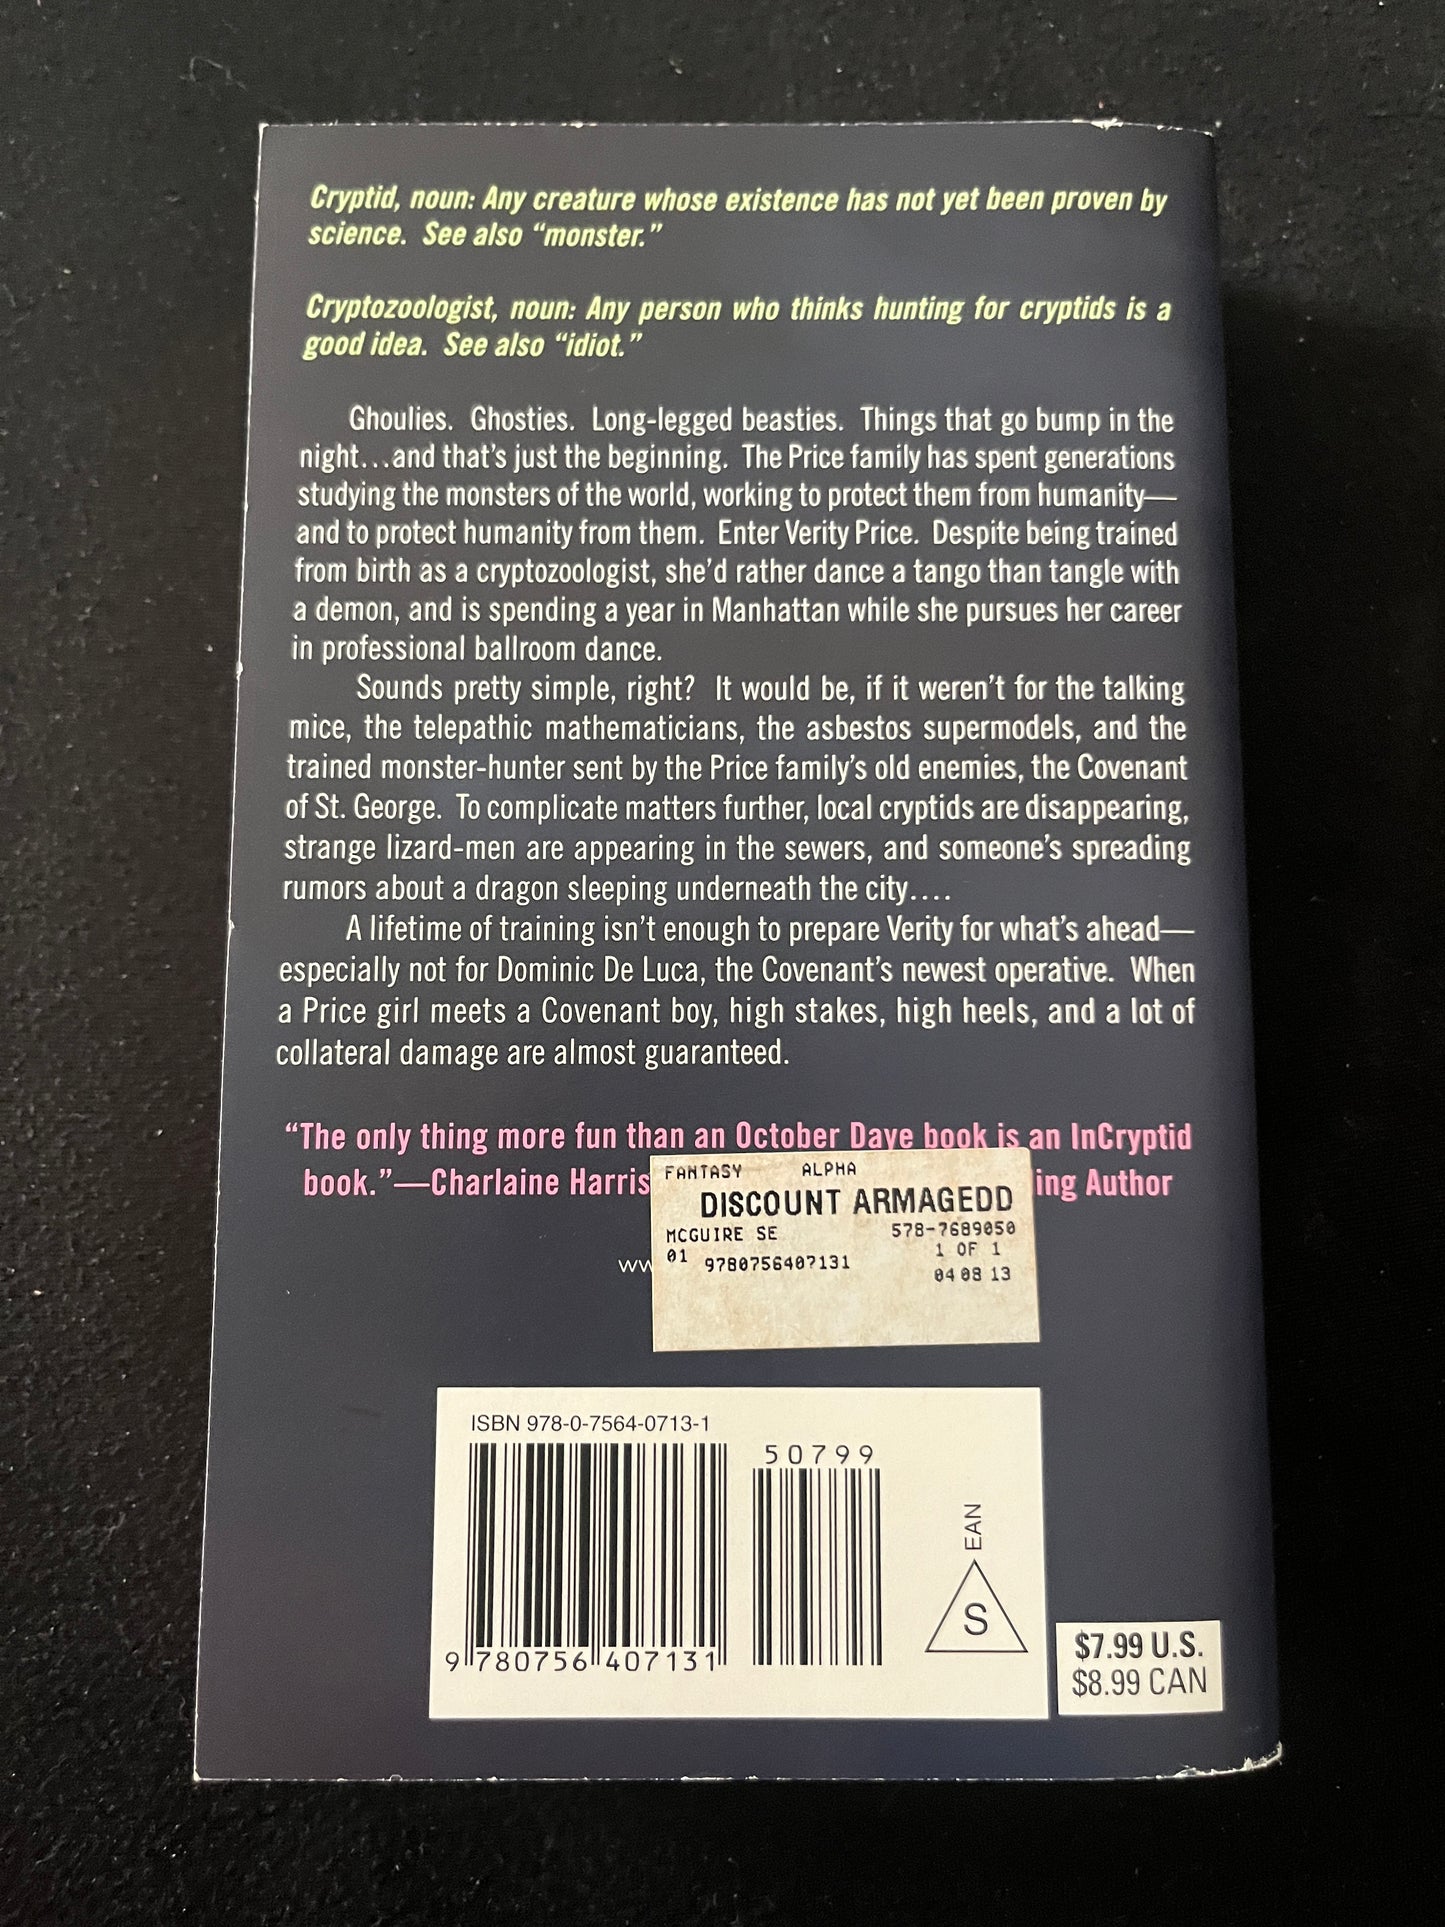 Cryptid, noun: Any creature whose existence has not yet been proven by
science. See also “monster.”
Cryptozoologist, noun: Any person who thinks hunting for cryptids is a
good idea. See also “idiot.”
Ghoulies. Ghosties. Long-legged beasties. Things that go bump in the
night...and that’s just the beginning. The Price family has spent generations
studying the monsters of the world, working to protect them from humanity—
and to protect humanity from them. Enter Verity Price. Despite being trained
from birth as a cryptozoologist, she’d rather dance a tango than tangle with
a demon, and is spending a year in Manhattan while she pursues her career
in professional ballroom dance.
Sounds pretty simple, right? It would be, if it weren’t for the talking
mice, the telepathic mathematicians, the asbestos supermodels, and the
trained monster-hunter sent by the Price family’s old enemies, the Covenant
of St. George. To complicate matters further, local cryptids are disappearing,
strange lizard-men are appearing in the sewers, and someone’s spreading
rumors about a dragon sleeping underneath the city....
A lifetime of training isn’t enough to prepare Verity for what’s ahead—
especially not for Dominic De Luca, the Covenant’s newest operative. When
a Price girl meets a Covenant boy, high stakes, high heels, and a lot of
collateral damage are almost guaranteed.
“The only thing more fun than an October Daye book is an InCryptid
book.”—Charlaine Harris ing Author
FANTASY ALPHA
DISCOUNT ARMAGEDD
MCGUIRE SE 578-7689050
01 9780756407131 1 OF 1
04 08 13
ISBN 978-0-7564-0713-1
50799
9 780756 407131
EAN
S
$7.99 U.S.
$8.99 CAN